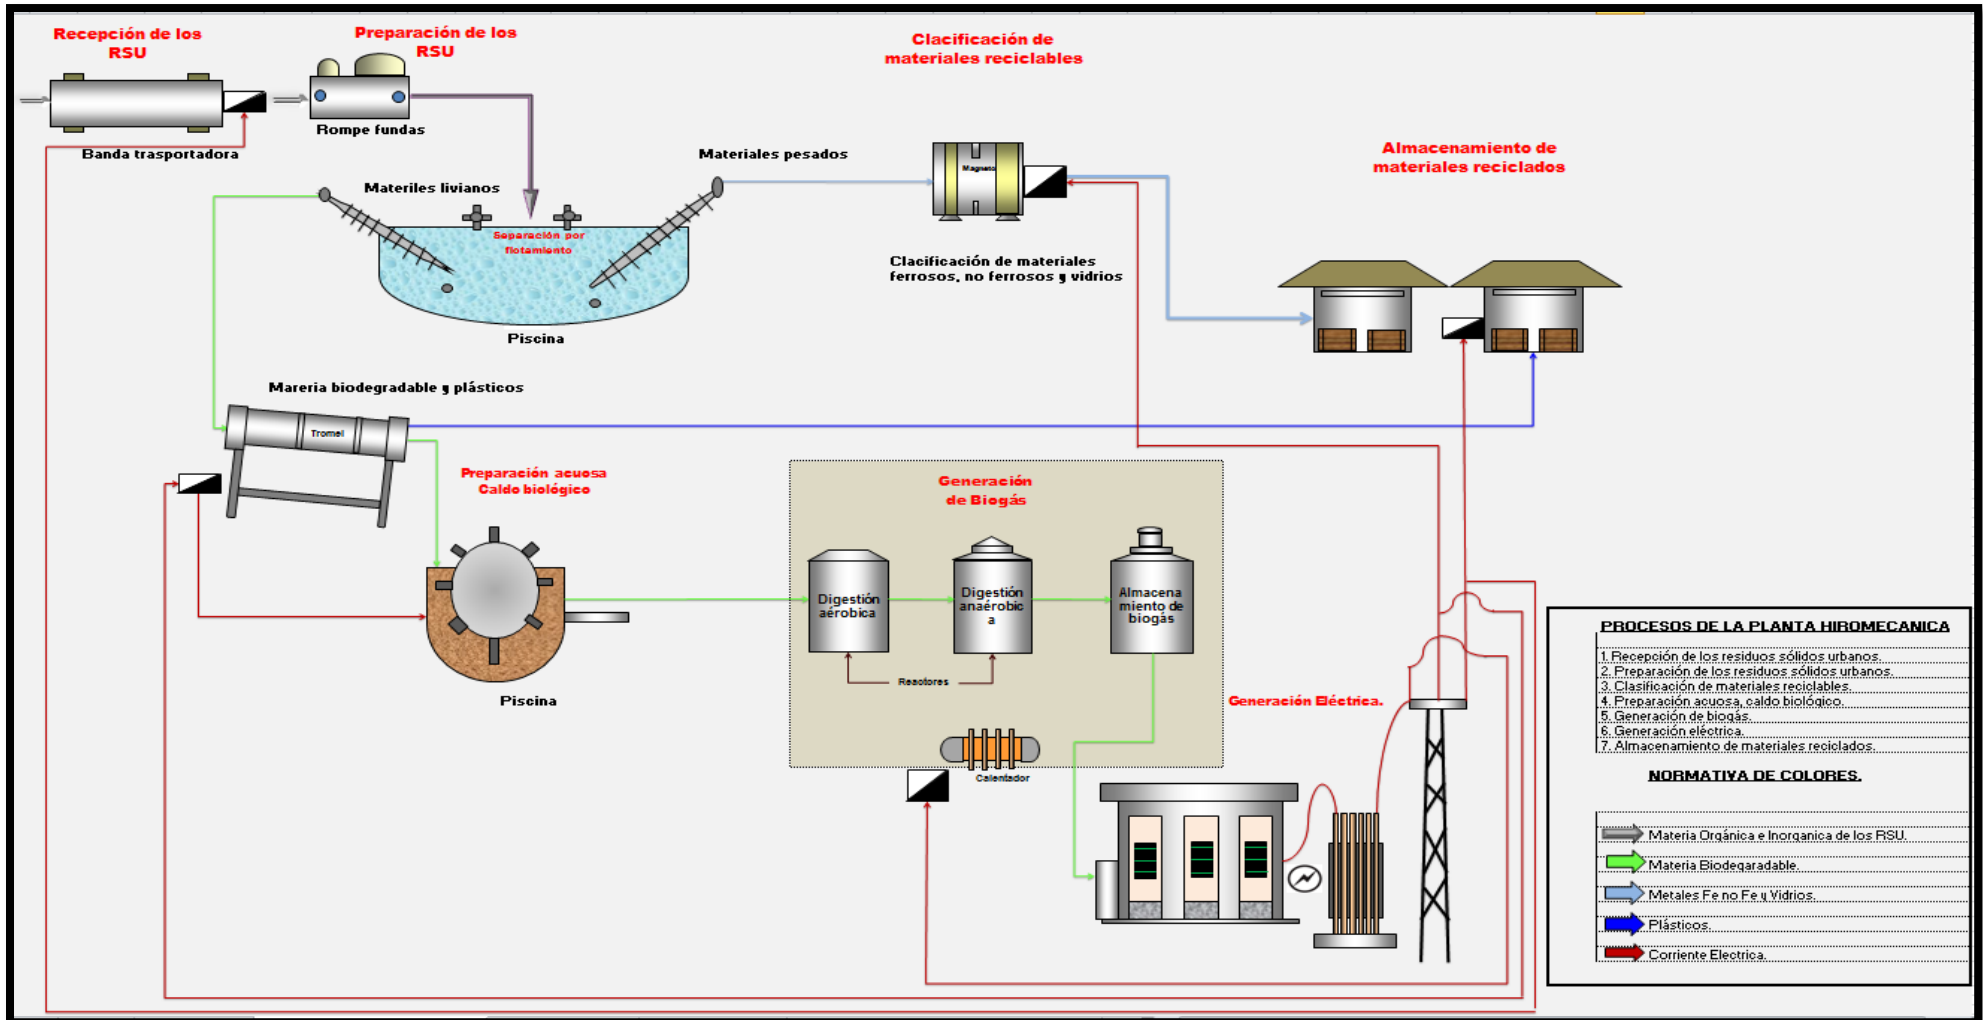 Recepción de los
RSU
Preparación de los
RSU
Clacificación de
materiales reciclables
Rompe fundas
Banda trasportadora
Materiales pesados
Magneto
Almacenamiento de
materiales reciclados
Materiles livianos
Separación por
flotamiento
Clacificación de materiales
ferrosos, no ferrosos y vidrios
Piscina
Mareria biodegradable y plásticos
Tromel
Preparación acuosa
Caldo biológico
Generación
de Biogás
Digestión
aérobica
Digestión
anaérobic
a
Almacena
miento de
biogás
Reactores
Piscina
Generación Eléctrica.
Calentador
PROCESOS DE LA PLANTA HIROMECANICA
1. Recepción de los residuos sólidos urbanos.
2. Preparación de los residuos sólidos urbanos.
3. Clasificación de materiales reciclables.
4. Preparación acuosa, caldo biológico.
5. Generación de biogás.
6. Generación eléctrica.
7. Almacenamiento de materiales reciclados.
NORMATIVA DE COLORES.
Materia Orgánica e Inorganica de los RSU.
Materia Biodegaradable.
Metales Fe no Fe y Vidrios.
Plásticos.
Corriente Electrica.